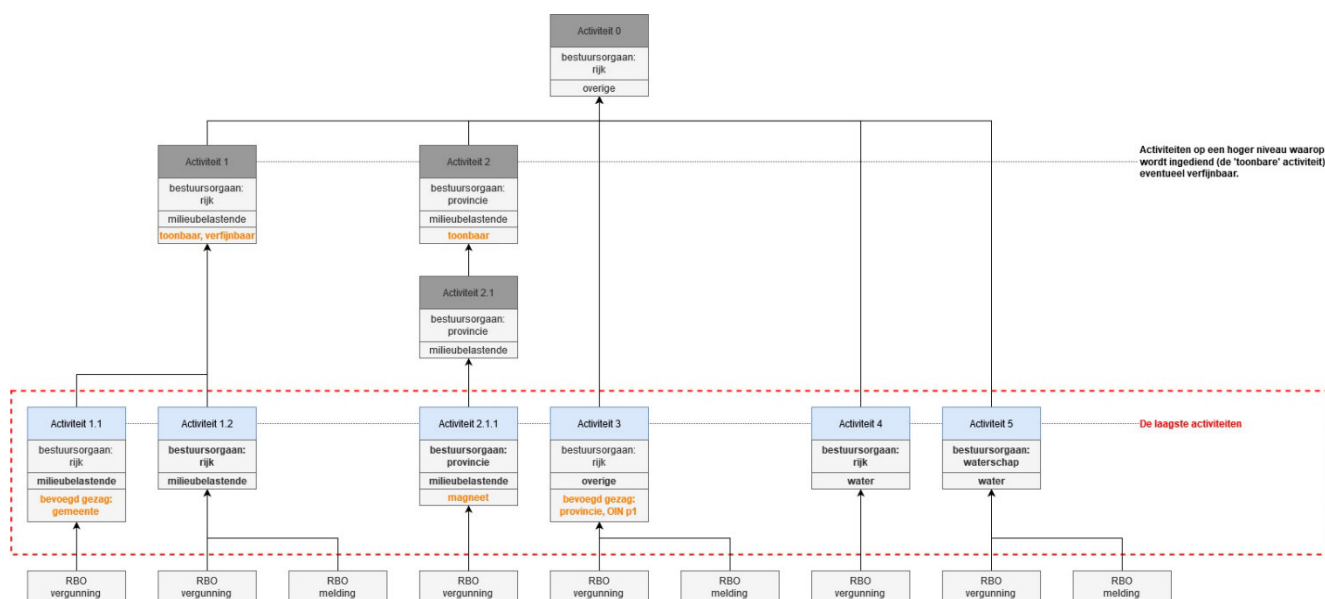 Activiteit 0
bestuursorgaan:
rijk
overige
Activiteit 1
bestuursorgaan:
rijk
milieubelastende
toonbaar, verfijnbaar
Activiteit 2
bestuursorgaan:
provincie
milieubelastende
toonbaar
Activiteiten op een hoger niveau waarop
wordt ingediend (de 'toonbare' activiteit)
eventueel verfijnbaar.
Activiteit 2.1
bestuursorgaan:
provincie
milieubelastende
Activiteit 1.1
bestuursorgaan:
rijk
milieubelastende
bevoegd gezag:
gemeente
Activiteit 1.2
bestuursorgaan:
rijk
milieubelastende
Activiteit 2.1.1
bestuursorgaan:
provincie
milieubelastende
magneet
Activiteit 3
bestuursorgaan:
rijk
overige
bevoegd gezag:
provincie, OIN p1
Activiteit 4
bestuursorgaan:
rijk
water
Activiteit 5
bestuursorgaan:
waterschap
water
De laagste activiteiten
RBO
vergunning
RBO
vergunning
RBO
melding
RBO
vergunning
RBO
vergunning
RBO
melding
RBO
vergunning
RBO
vergunning
RBO
melding